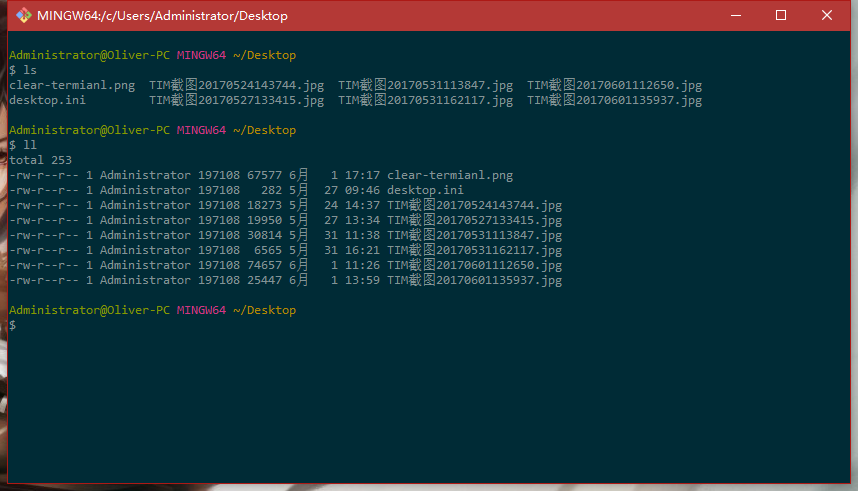 MINGW64:/c/Users/Administrator/Desktop
Administrator@Oliver-PC MINGW64 ~/Desktop
$ ls
clear-termianl.png  TIM截图20170524143744.jpg  TIM截图20170531113847.jpg  TIM截图20170601112650.jpg
desktop.ini         TIM截图20170527133415.jpg  TIM截图20170531162117.jpg  TIM截图20170601135937.jpg
Administrator@Oliver-PC MINGW64 ~/Desktop
$ ll
total 253
-rw-r--r-- 1 Administrator 197108 67577 6月   1 17:17 clear-termianl.png
-rw-r--r-- 1 Administrator 197108   282 5月  27 09:46 desktop.ini
-rw-r--r-- 1 Administrator 197108 18273 5月  24 14:37 TIM截图20170524143744.jpg
-rw-r--r-- 1 Administrator 197108 19950 5月  27 13:34 TIM截图20170527133415.jpg
-rw-r--r-- 1 Administrator 197108 30814 5月  31 11:38 TIM截图20170531113847.jpg
-rw-r--r-- 1 Administrator 197108  6565 5月  31 16:21 TIM截图20170531162117.jpg
-rw-r--r-- 1 Administrator 197108 74657 6月   1 11:26 TIM截图20170601112650.jpg
-rw-r--r-- 1 Administrator 197108 25447 6月   1 13:59 TIM截图20170601135937.jpg
Administrator@Oliver-PC MINGW64 ~/Desktop
$